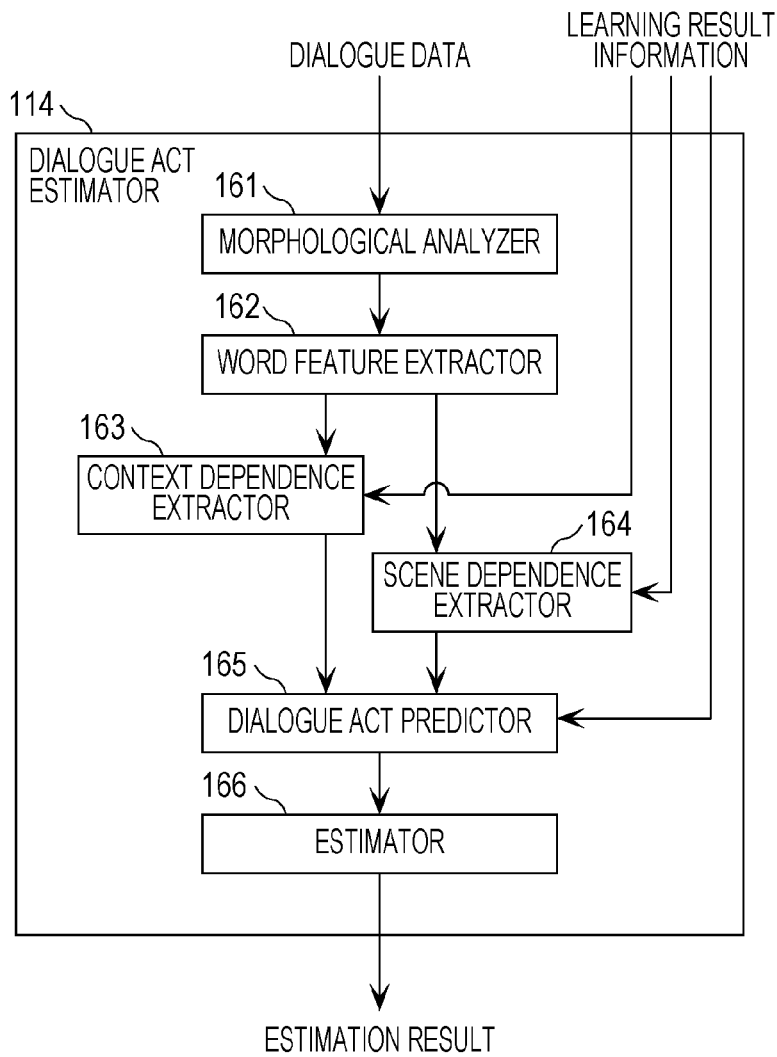 LEARNING RESULT
INFORMATION
DIALOGUE DATA
114
DIALOGUE ACT
ESTIMATOR
161
MORPHOLOGICAL ANALYZER
162
WORD FEATURE EXTRACTOR
163
CONTEXT DEPENDENCE
EXTRACTOR
164
SCENE DEPENDENCE
EXTRACTOR
165
DIALOGUE ACT PREDICTOR
166
ESTIMATOR
ESTIMATION RESULT